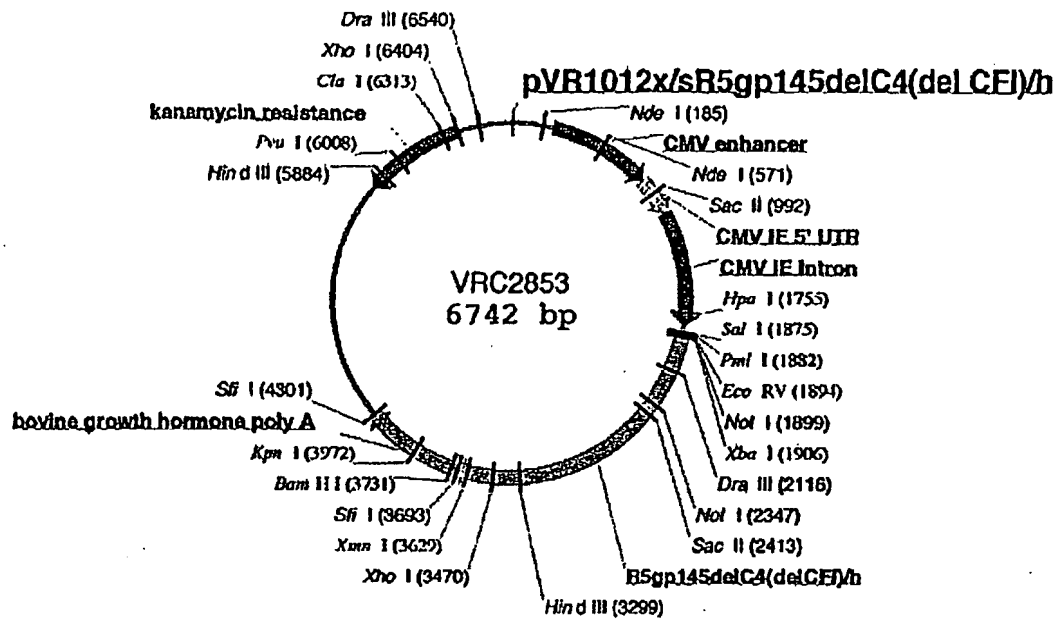 Dra III (6540)
Xho I (6404)
Cla I (6313)
kanamycin resistance
Pvu I (6008)
Hind III (5884)
pVR1012x/sR5gp145delC4(del CFI)/h
Nde I (185)
CMV enhancer
Nde I (571)
Sac II (992)
CMV IE 5' UTR
CMV IE Intron
Hpa I (1755)
Sal I (1875)
Pml I (1882)
Eco RV (1894)
Not I (1899)
Xba I (1906)
Dra III (2116)
Not I (2347)
Sac II (2413)
R5gp145delC4(delCFI)/h
Hind III (3299)
VRC2853
6742 bp
Sfi I (4301)
bovine growth hormone poly A
Kpn I (3972)
Bam H I (3731)
Sfi I (3693)
Xmn I (3629)
Xho I (3470)